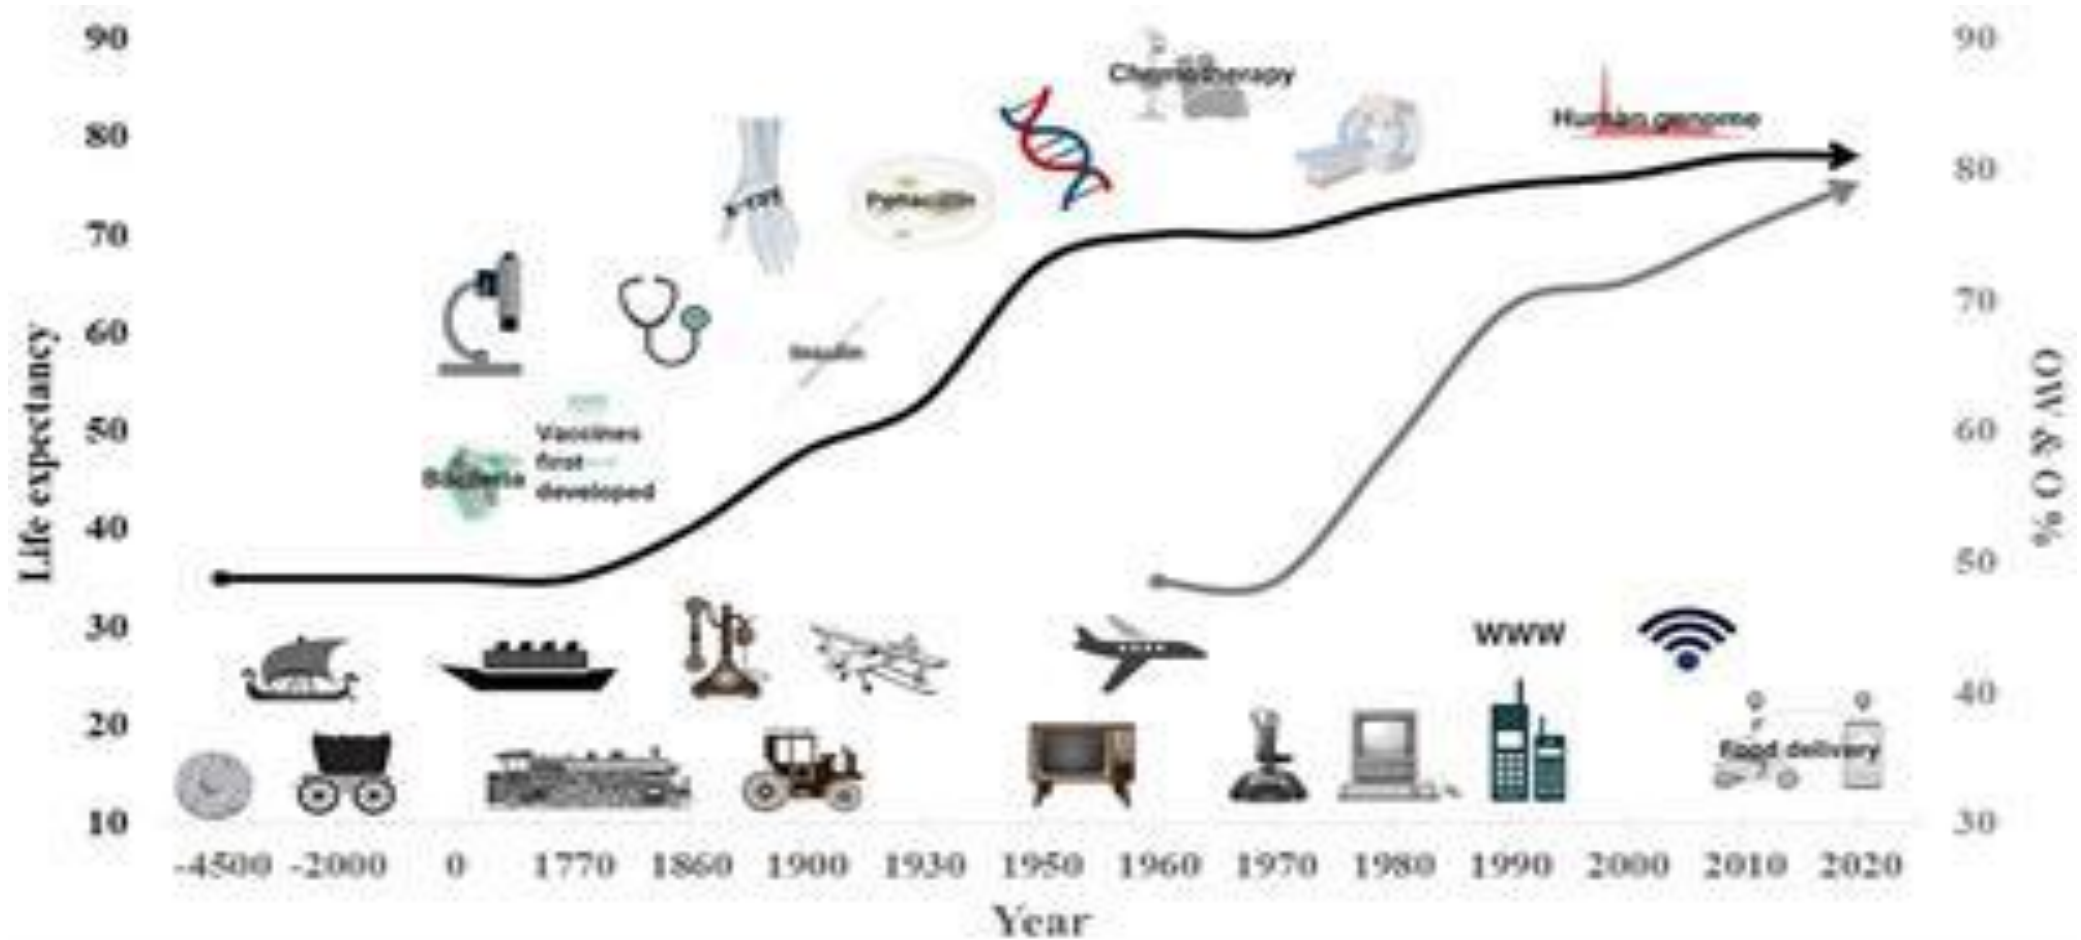 90
80
70
60
50
40
30
20
10
Life expectancy
Chemotherapy
Human genome
X-ray
Penicillin
Insulin
Vaccines
first
developed
Bacteria
WWW
Food delivery
90
80
70
60
50
40
30
% O & OW
-4500 -2000 0 1770 1860 1900 1930 1950 1960 1970 1980 1990 2000 2010 2020
Year